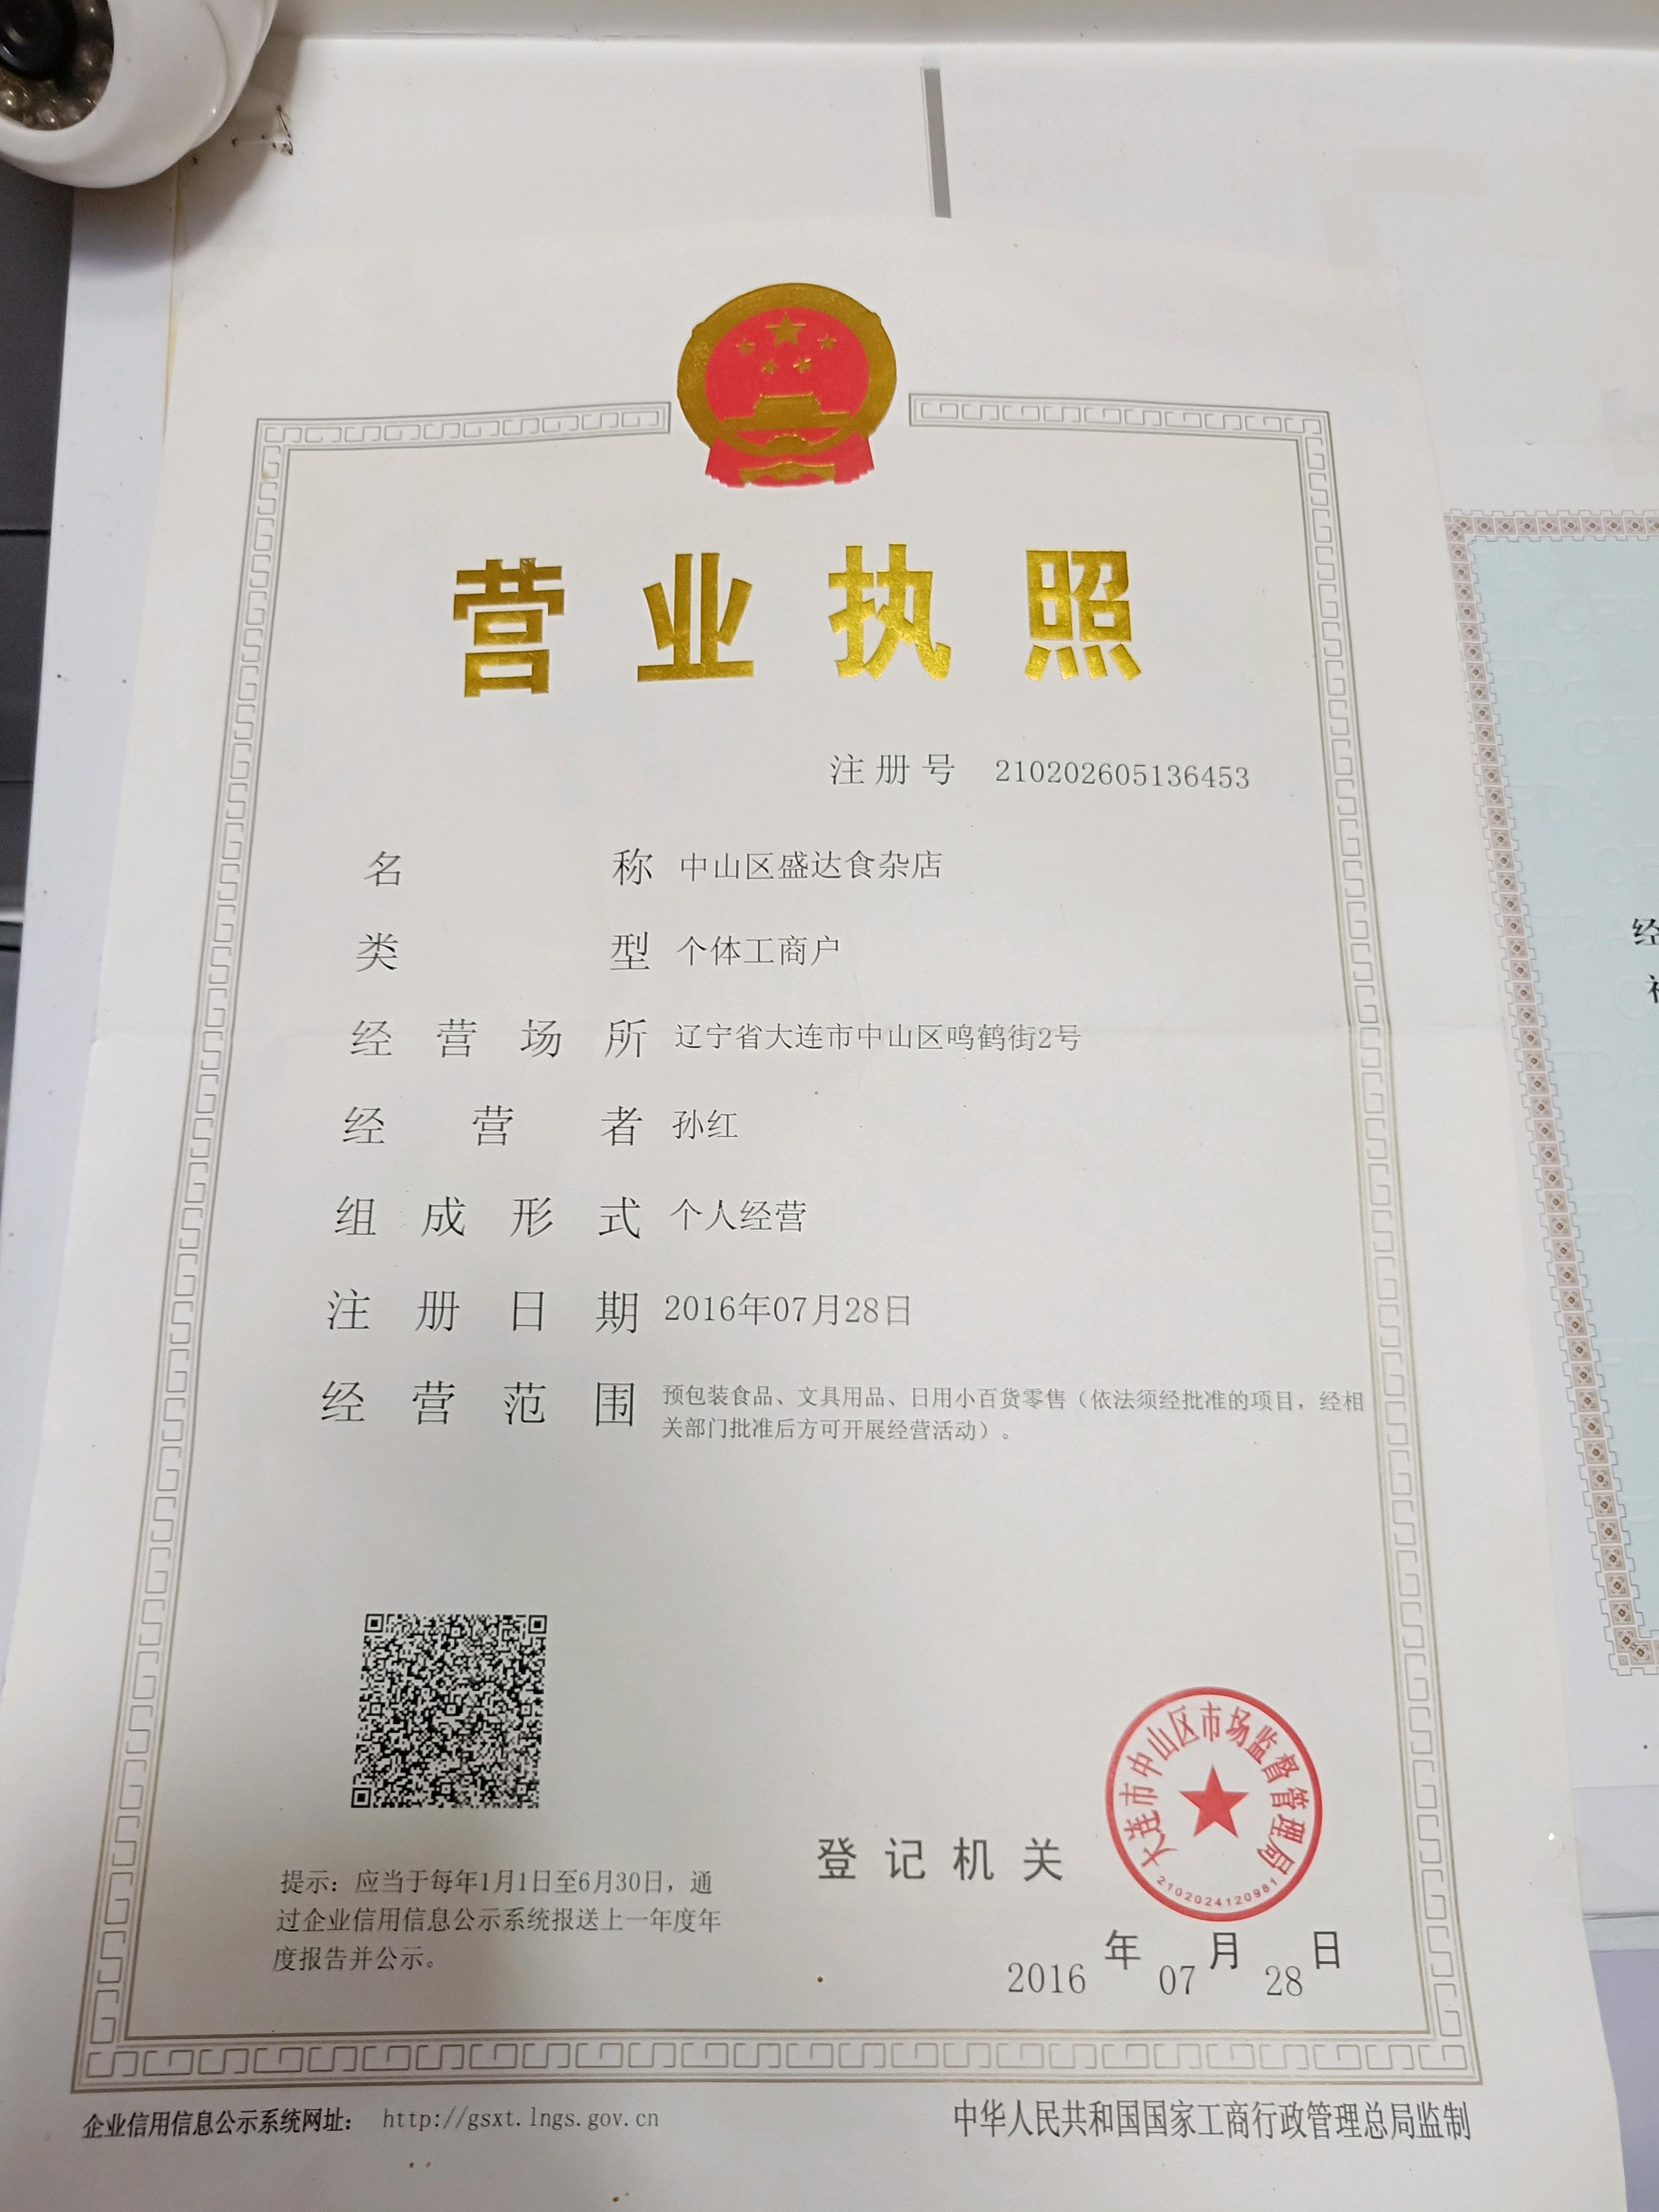 营业执照
注册号 210202605136453
名称 中山区盛达食杂店
类型 个体工商户
经营场所 辽宁省大连市中山区鸣鹤街2号
经营者 孙红
组成形式 个人经营
注册日期 2016年07月28日
经营范围 预包装食品、文具用品、日用小百货零售（依法须经批准的项目，经相
关部门批准后方可开展经营活动）。
大连市中山区市场监督管理局
2102024120981
登记机关
提示：应当于每年1月1日至6月30日，通
过企业信用信息公示系统报送上一年度年
度报告并公示。
2016年07月28日
企业信用信息公示系统网址： http://gsxt.lngs.gov.cn
中华人民共和国国家工商行政管理总局监制
经